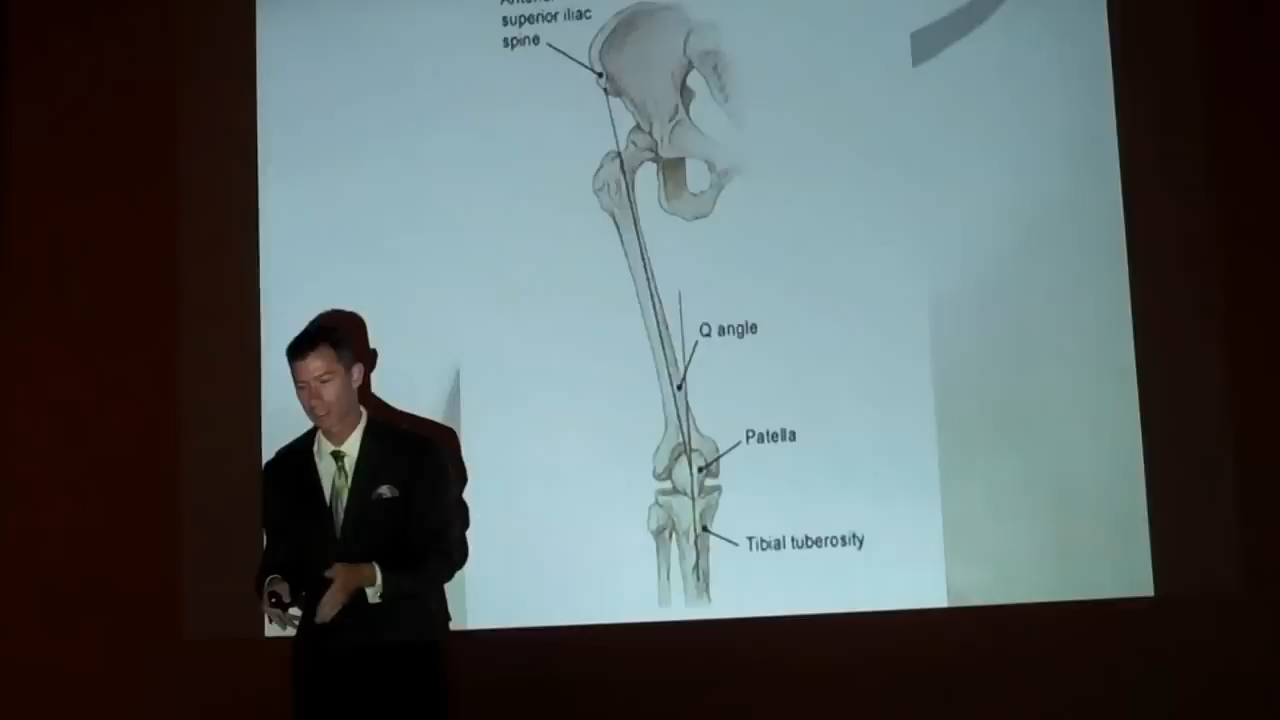 superior iliac
spine
Q angle
Patella
Tibial tuberosity